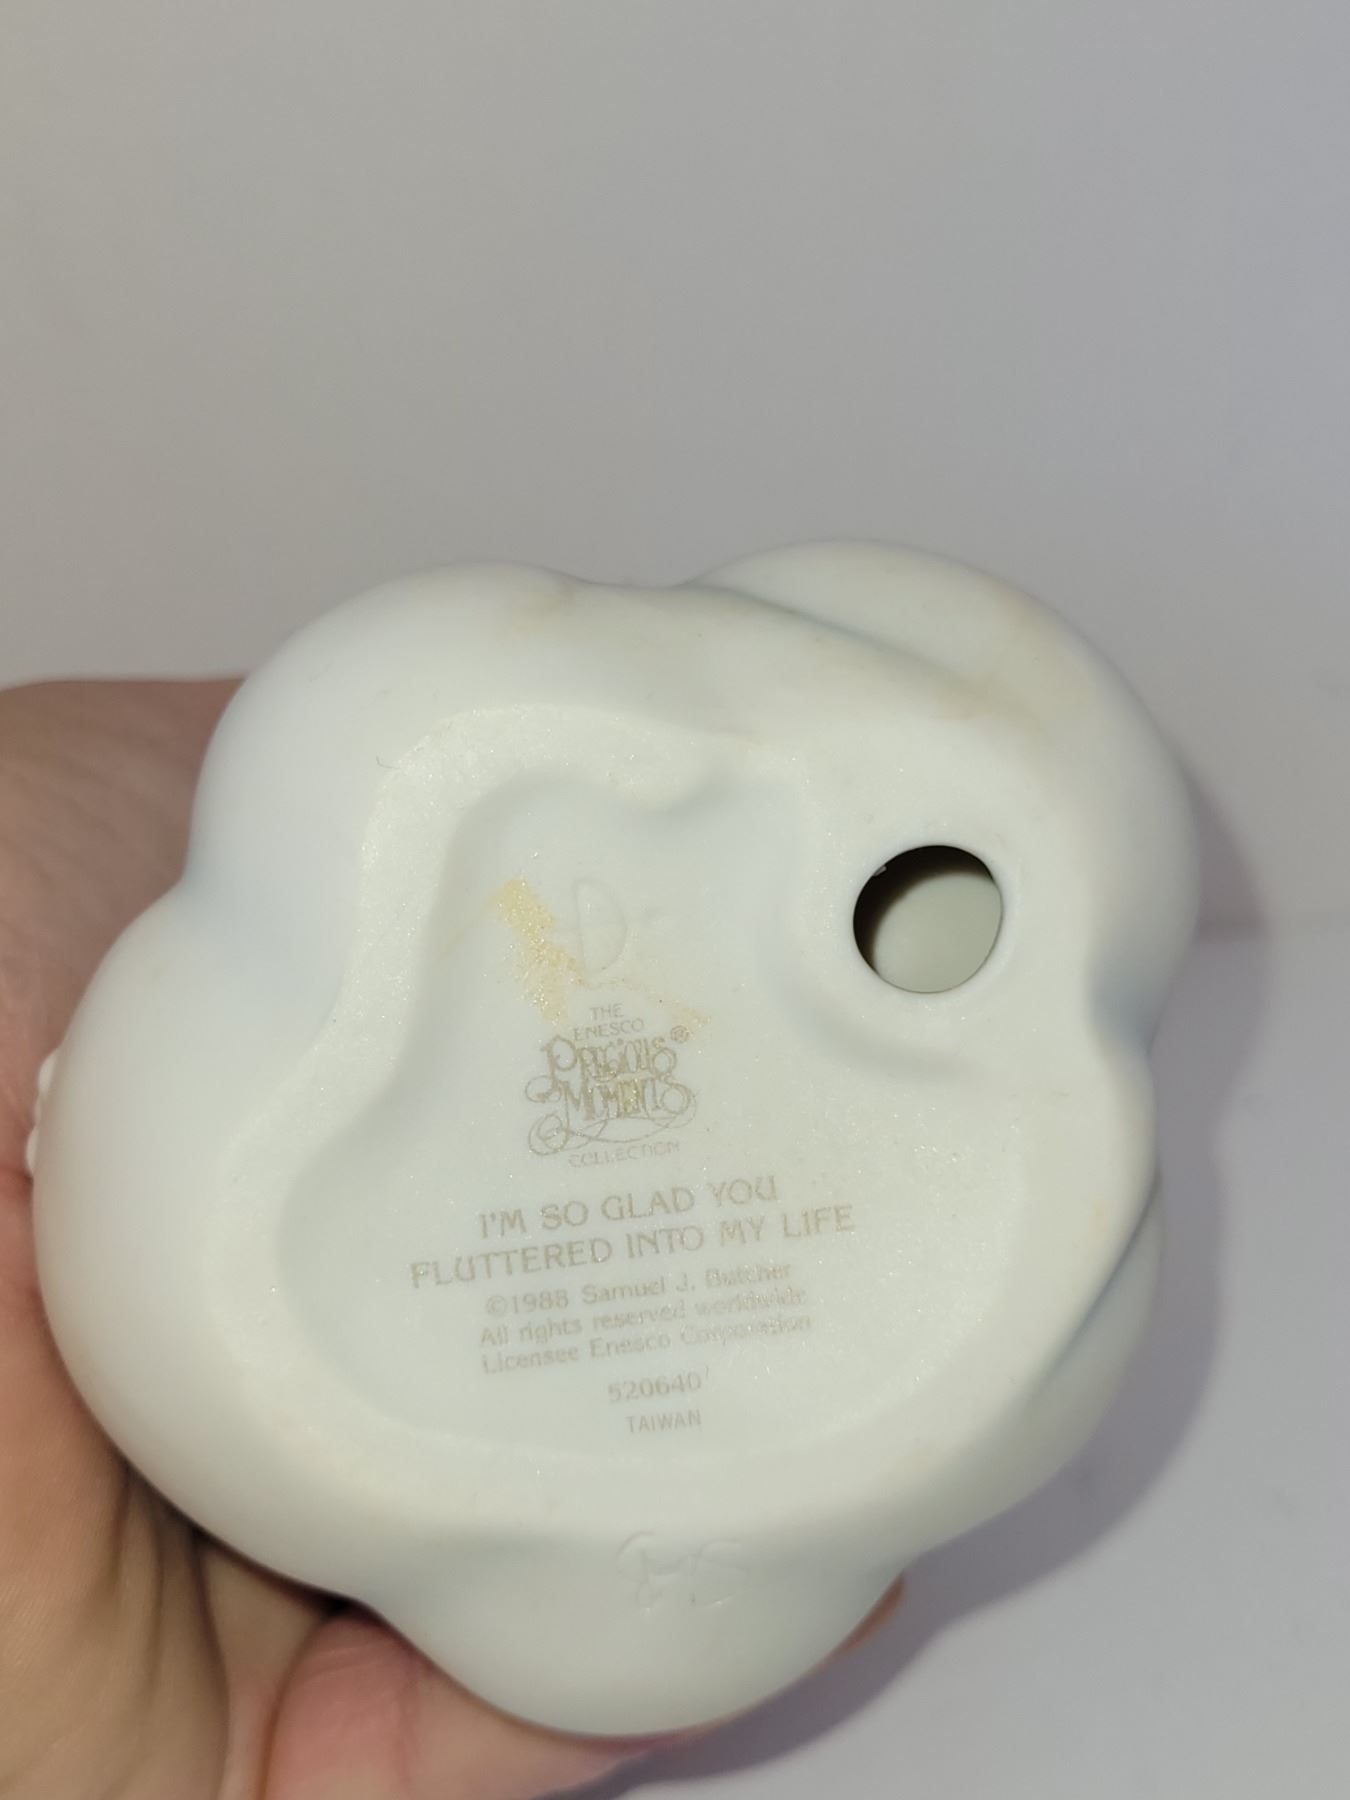 THE
ENESCO
PRECIOUS®
MOMENTS
COLLECTION
I'M SO GLAD YOU
FLUTTERED INTO MY LIFE
©1988 Samuel J. Butcher
All rights reserved worldwide
Licensee Enesco Corporation
520640
TAIWAN